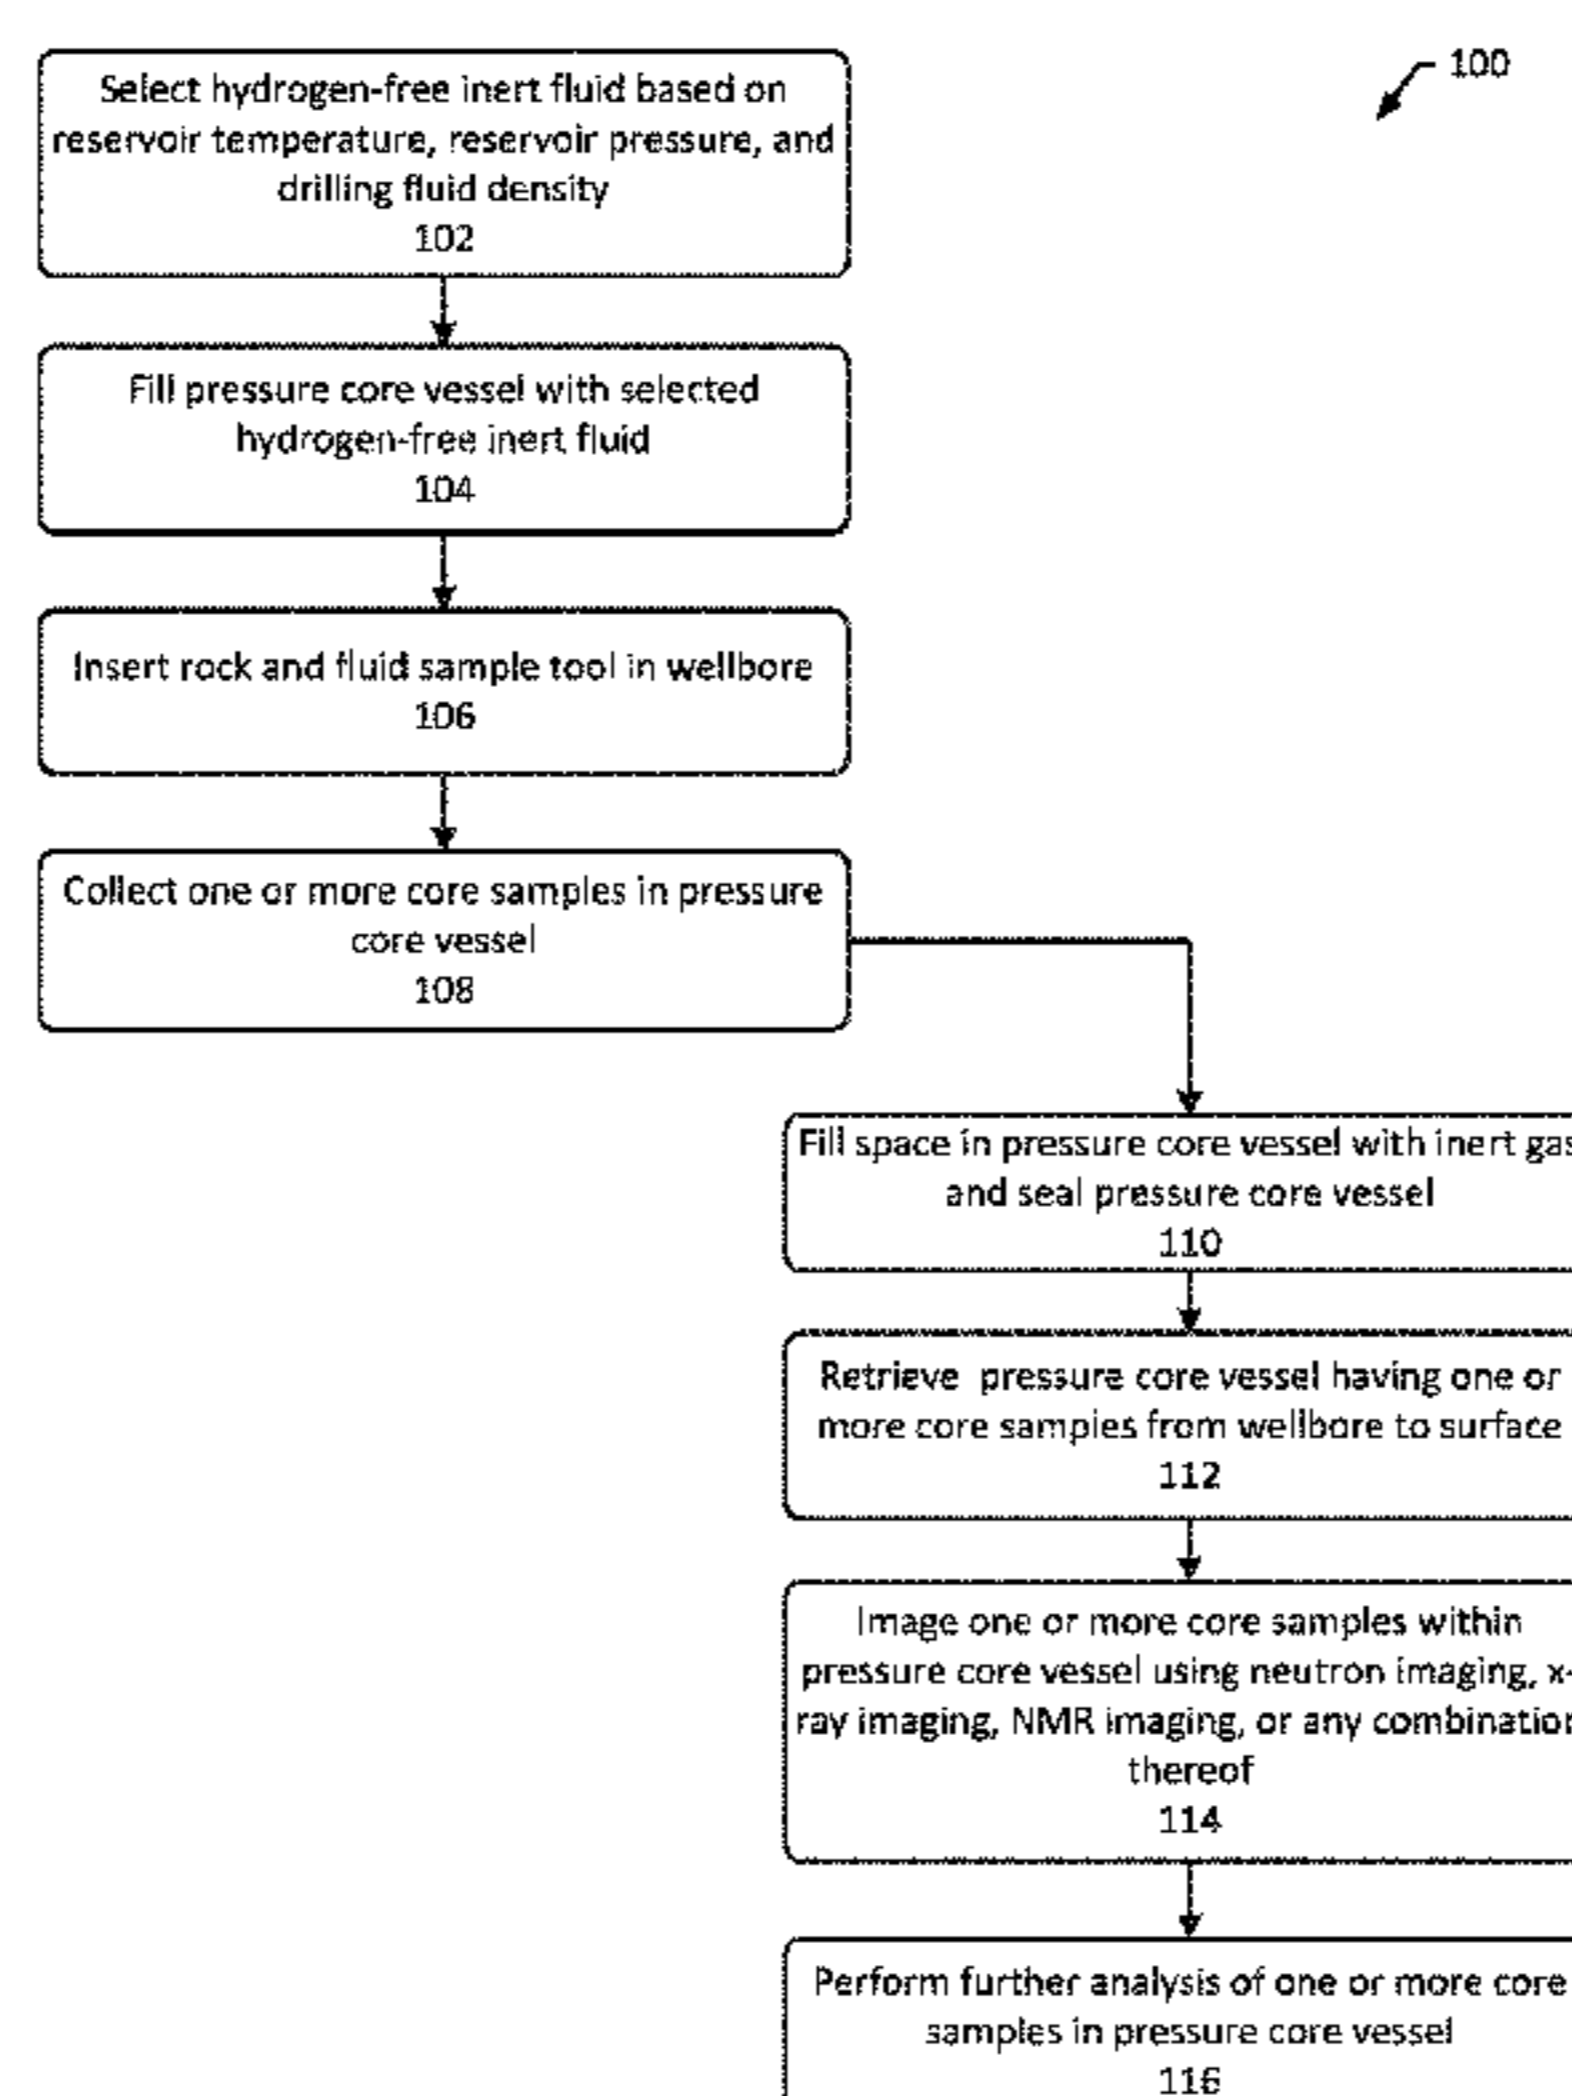 100
Select hydrogen-free inert fluid based on
reservoir temperature, reservoir pressure, and
drilling fluid density
102
Fill pressure core vessel with selected
hydrogen-free inert fluid
104
Insert rock and fluid sample tool in wellbore
106
Collect one or more core samples in pressure
core vessel
108
Fill space in pressure core vessel with inert gas
and seal pressure core vessel
110
Retrieve pressure core vessel having one or
more core samples from wellbore to surface
112
Image one or more core samples within
pressure core vessel using neutron imaging, x-
ray imaging, NMR imaging, or any combination
thereof
114
Perform further analysis of one or more core
samples in pressure core vessel
116